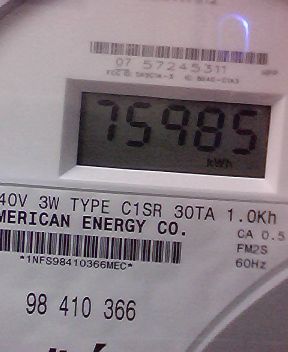 07 57245311
75985
kWh
40V 3W TYPE C1SR 30TA 1.0Kh
MERICAN ENERGY CO.
CA 0.5
FM2S
60Hz
*1NFS98410366MEC*
98 410 366